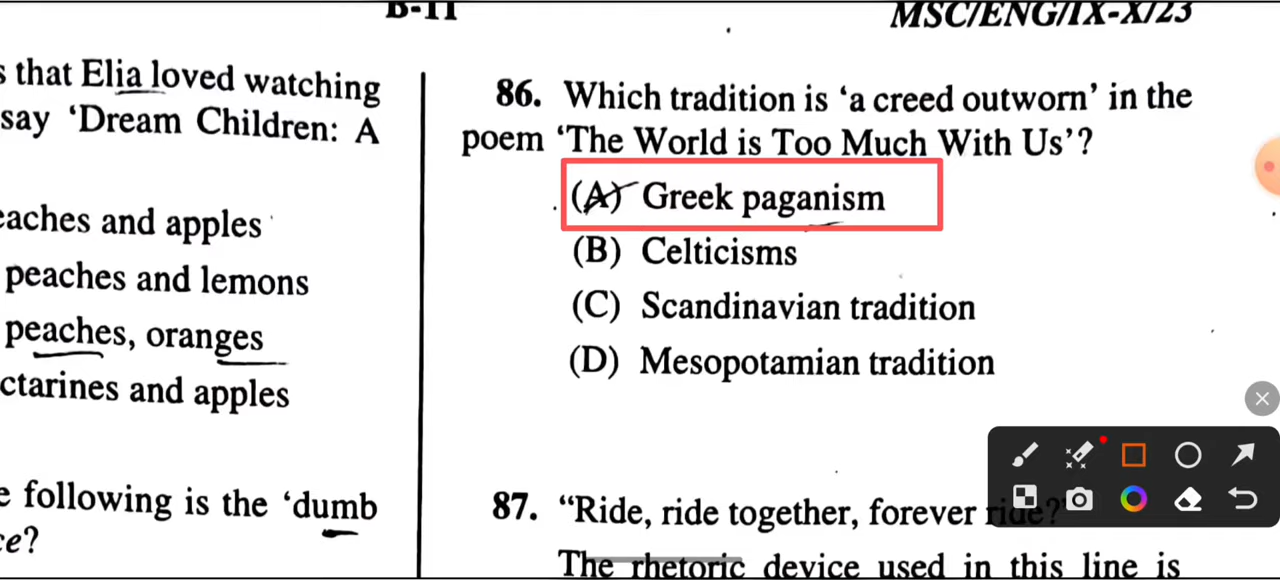 B-11
MSC/ENG/IX-X/23
s that Elia loved watching
say ‘Dream Children: A
eaches and apples
peaches and lemons
peaches, oranges
ctarines and apples
e following is the ‘dumb
ce?
86. Which tradition is ‘a creed outworn’ in the
poem ‘The World is Too Much With Us’?
(A) Greek paganism
(B) Celticisms
(C) Scandinavian tradition
(D) Mesopotamian tradition
87. “Ride, ride together, forever ride?”
The rhetoric device used in this line is